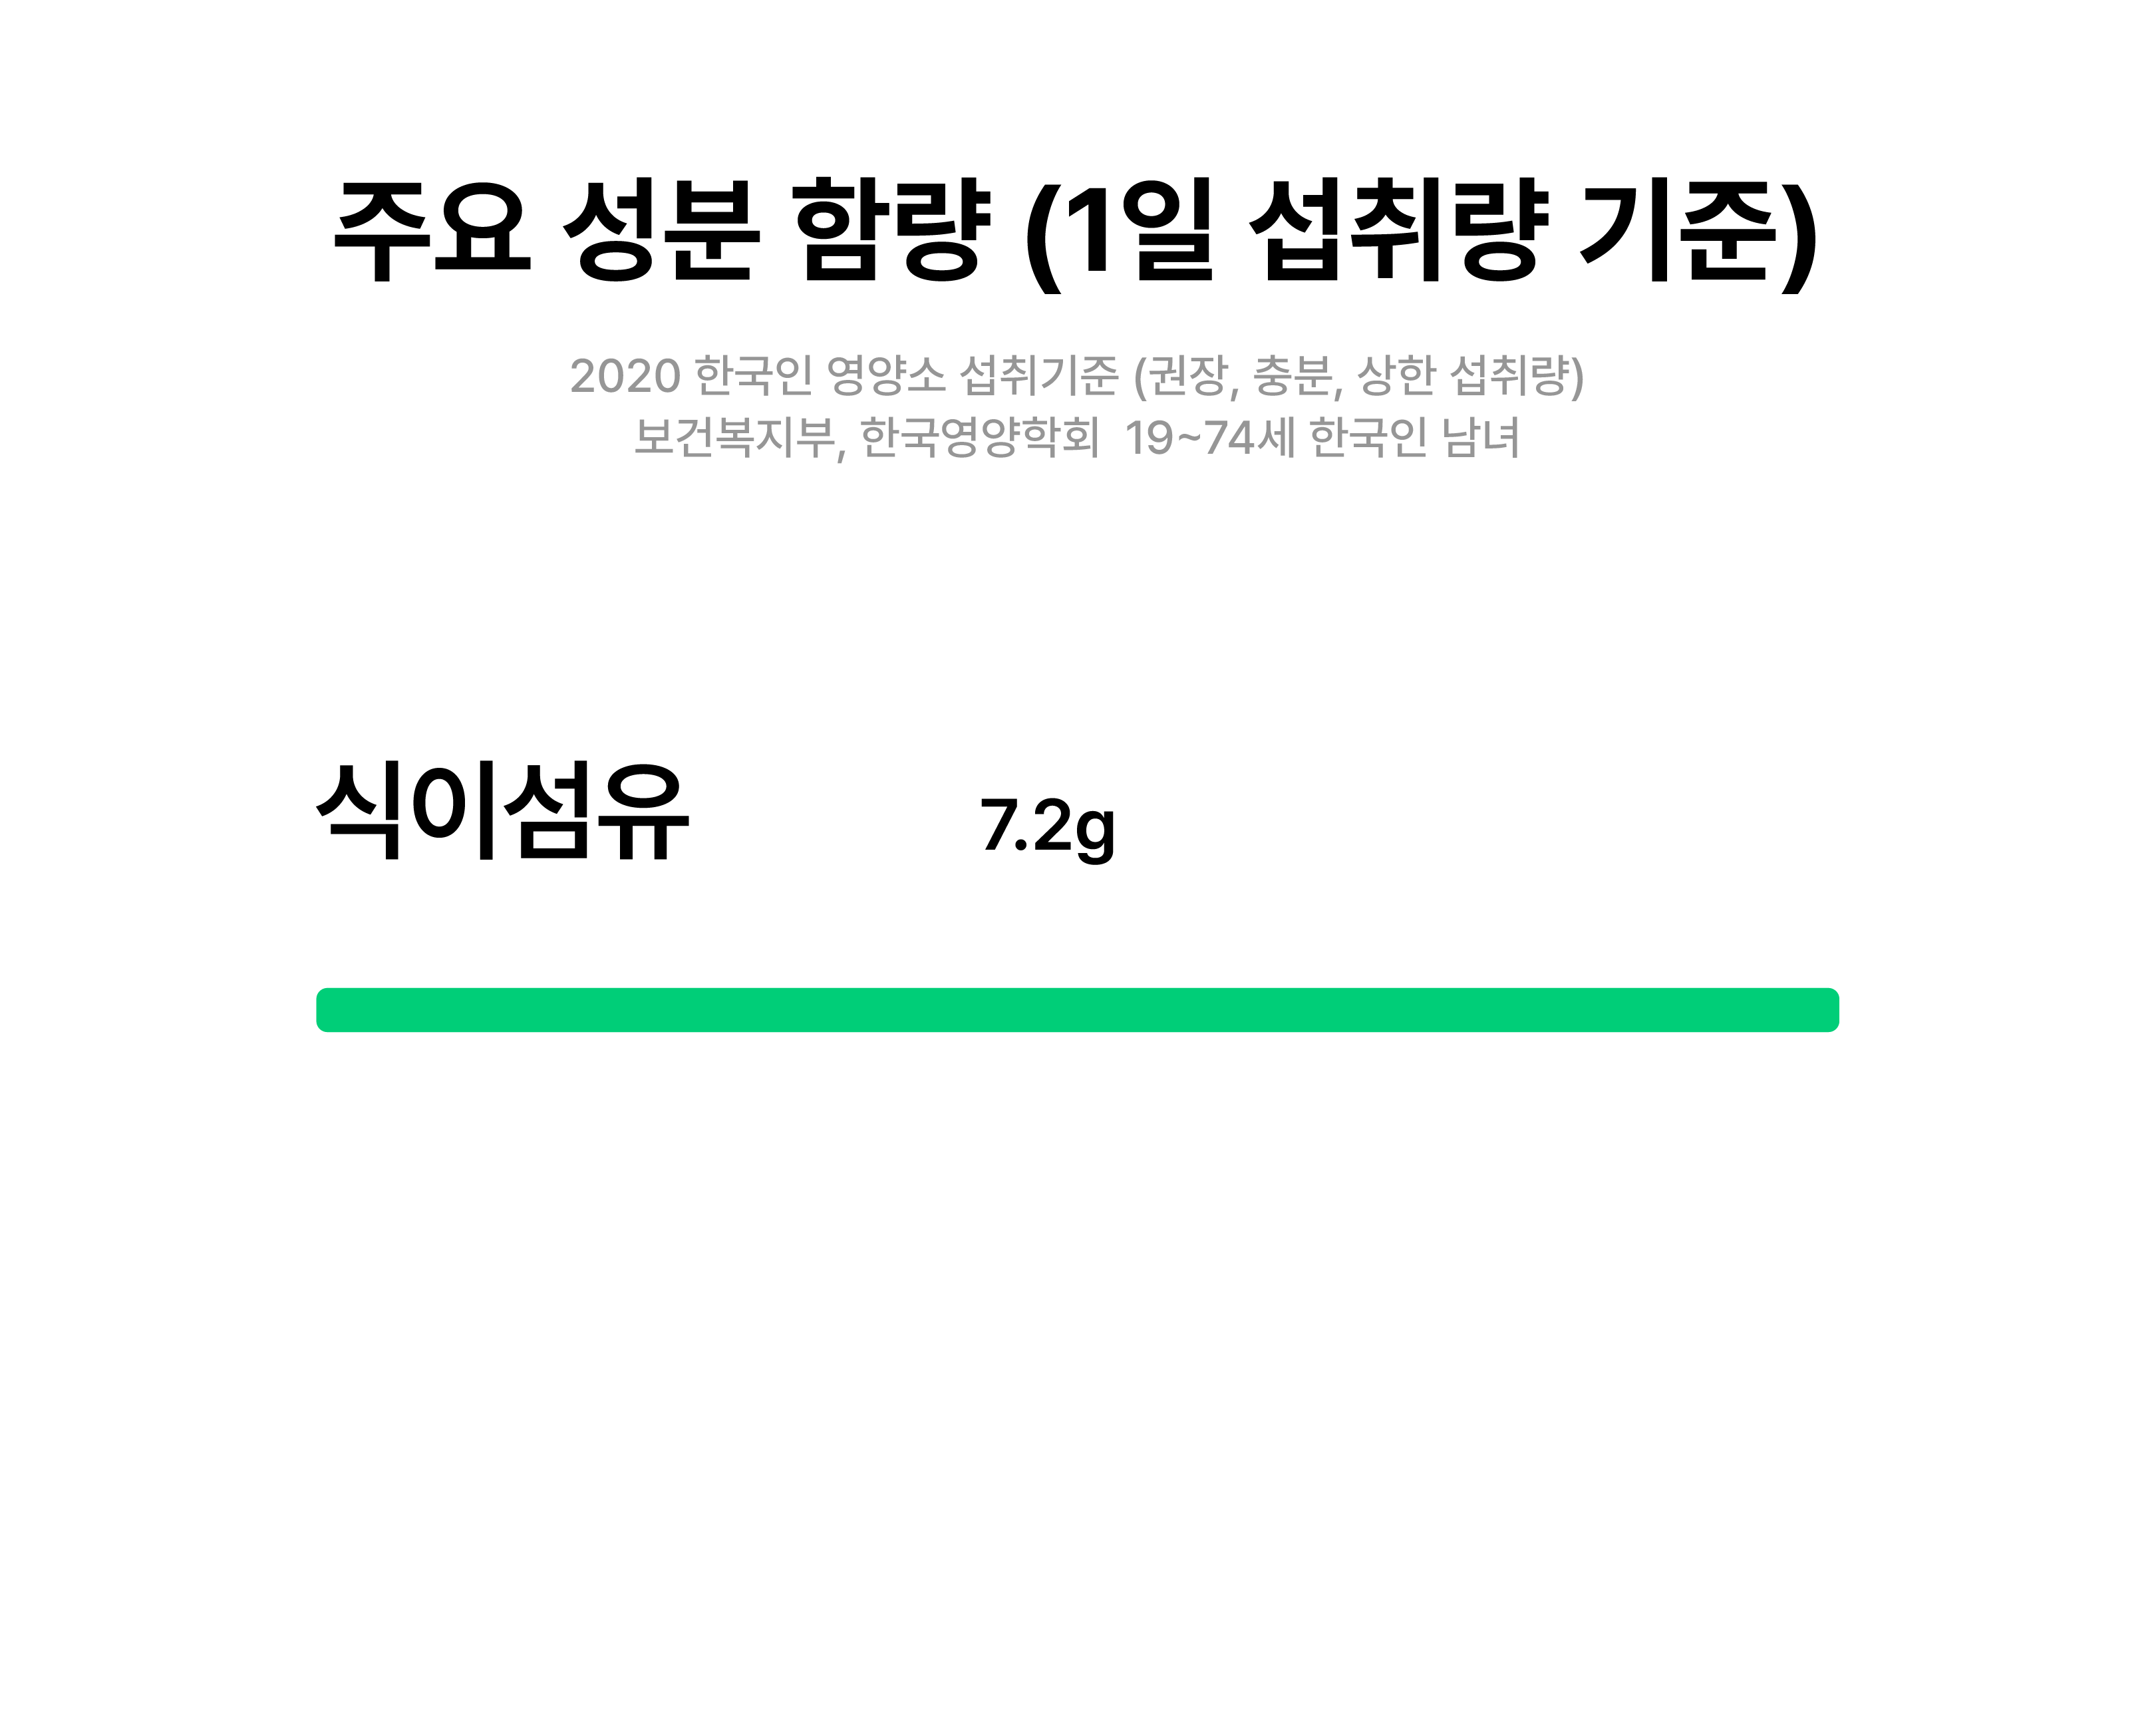 주요 성분 함량 (1일 섭취량 기준)
2020 한국인 영양소 섭취기준 (권장, 충분, 상한 섭취량)
보건복지부, 한국영양학회 19~74세 한국인 남녀
식이섬유 7.2g